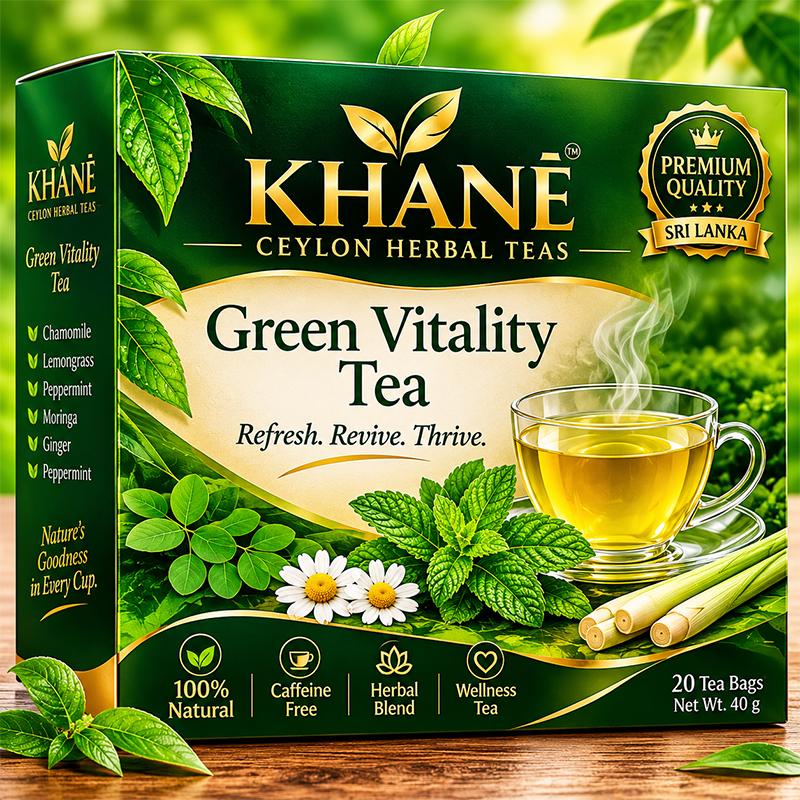 KHANĒ
CEYLON HERBAL TEAS
Green Vitality
Tea
Chamomile
Lemongrass
Peppermint
Moringa
Ginger
Peppermint
Nature's
Goodness
in Every Cup.
KHANĒ™
CEYLON HERBAL TEAS
PREMIUM
QUALITY
SRI LANKA
Green Vitality
Tea
Refresh. Revive. Thrive.
100%
Natural
Caffeine
Free
Herbal
Blend
Wellness
Tea
20 Tea Bags
Net Wt. 40 g